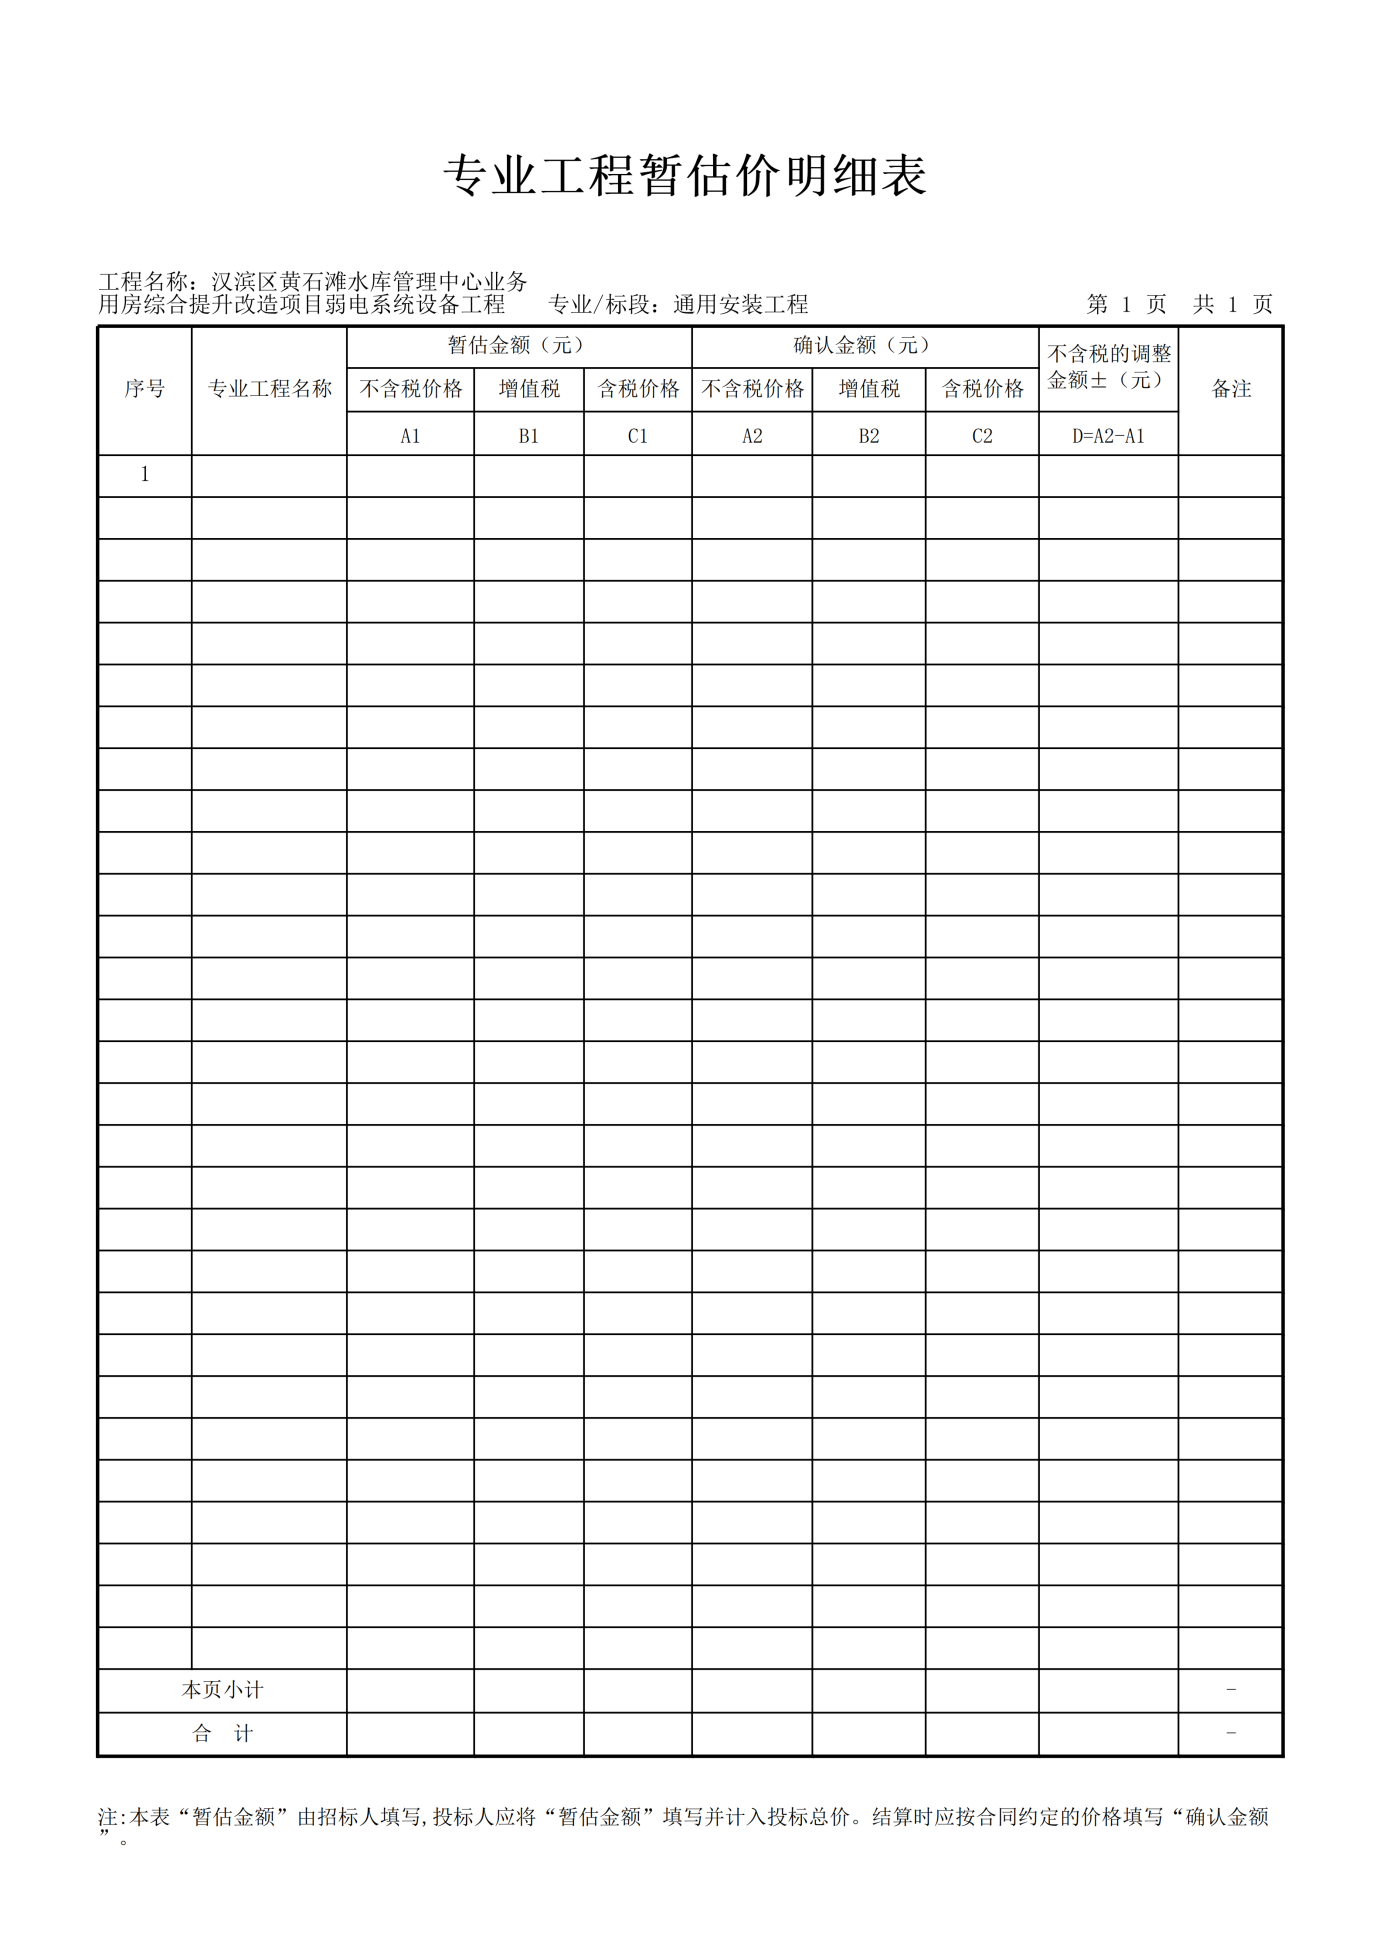 专业工程暂估价明细表
工程名称：汉滨区黄石滩水库管理中心业务
用房综合提升改造项目弱电系统设备工程 专业/标段：通用安装工程 第 1 页 共 1 页
序号 专业工程名称 暂估金额（元） 确认金额（元） 不含税的调整
金额±（元） 备注
不含税价格 增值税 含税价格 不含税价格 增值税 含税价格
A1 B1 C1 A2 B2 C2 D=A2-A1
1
本页小计 -
合 计 -
注:本表“暂估金额”由招标人填写,投标人应将“暂估金额”填写并计入投标总价。结算时应按合同约定的价格填写“确认金额
”。